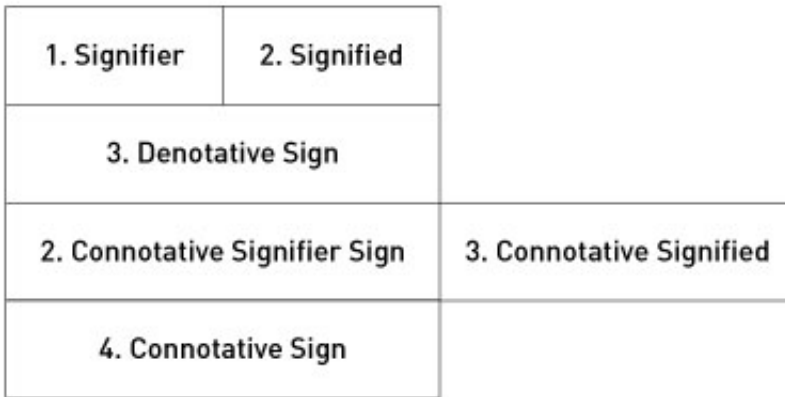 1. Signifier
2. Signified
3. Denotative Sign
2. Connotative Signifier Sign
3. Connotative Signified
4. Connotative Sign